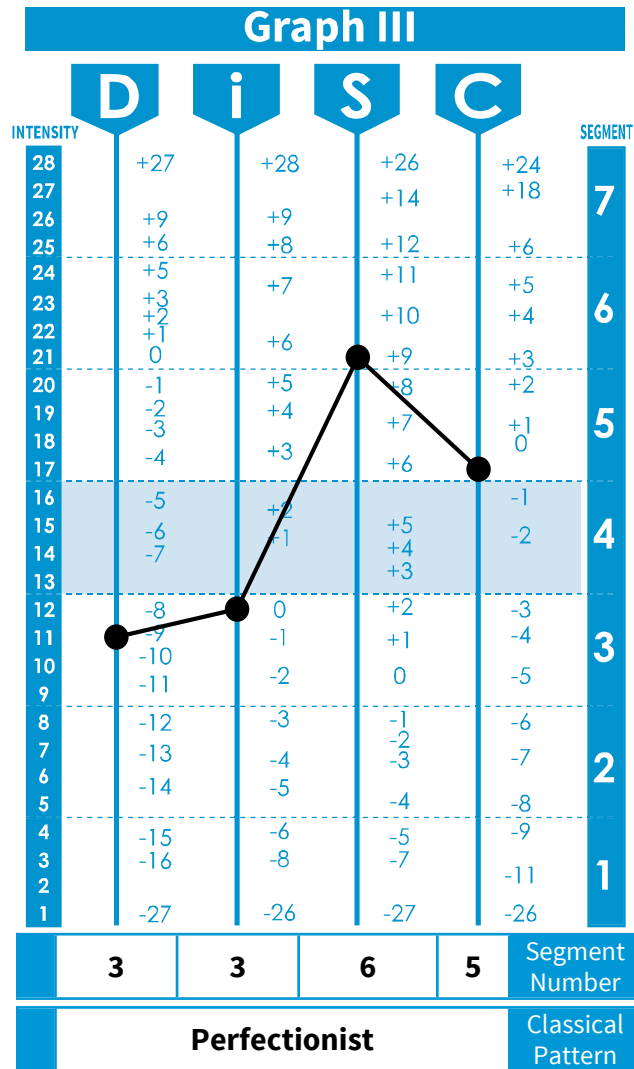 Graph III
D i S C
INTENSITY SEGMENT
28 +27 +28 +26 +24
27 +14 +18 7
26 +9 +9
25 +6 +8 +12 +6
24 +5 +7 +11 +5
23 +3 +10 +4 6
+2
22 +1 +6
21 0 +9 +3
20 -1 +5 +8 +2
19 -2 +4 +7 +1 5
18 -3 +3 0
17 -4 +6
16 -5 +2 -1
15 -6 +1 +5 -2 4
14 -7 +4
13 +3
12 -8 0 +2 -3
11 -9 -1 +1 -4 3
10 -10 -2 0 -5
9 -11
8 -12 -3 -1 -6
-2
7 -13 -4 -3 -7 2
6 -14 -5
5 -4 -8
4 -15 -6 -5 -9
3 -16 -8 -7 1
2 -11
1 -27 -26 -27 -26
3 3 6 5 Segment
Number
Perfectionist Classical
Pattern